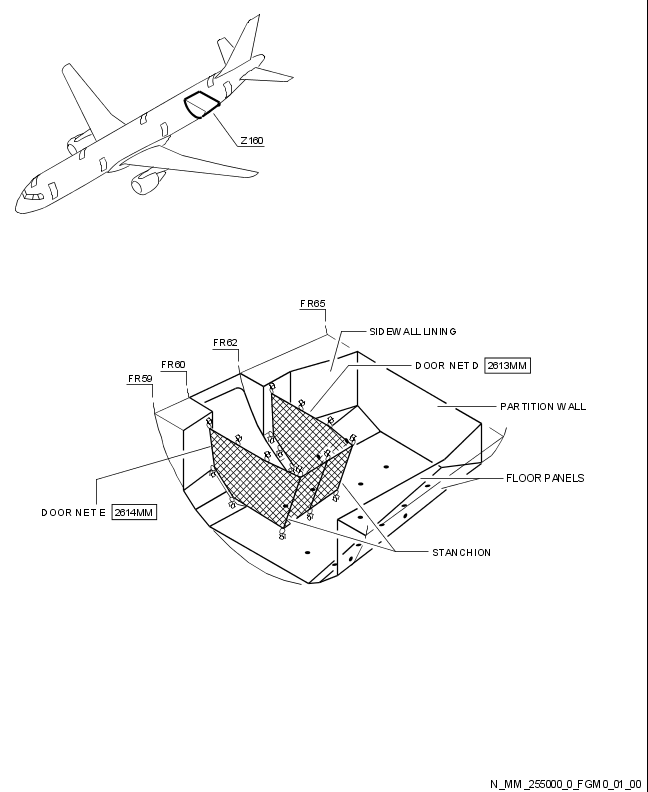 Z160
FR65
SIDEWALL LINING
FR62
DOOR NET D 2613MM
FR60
FR59
PARTITION WALL
FLOOR PANELS
DOOR NET E 2614MM
STANCHION
N_MM_255000_0_FGM0_01_00